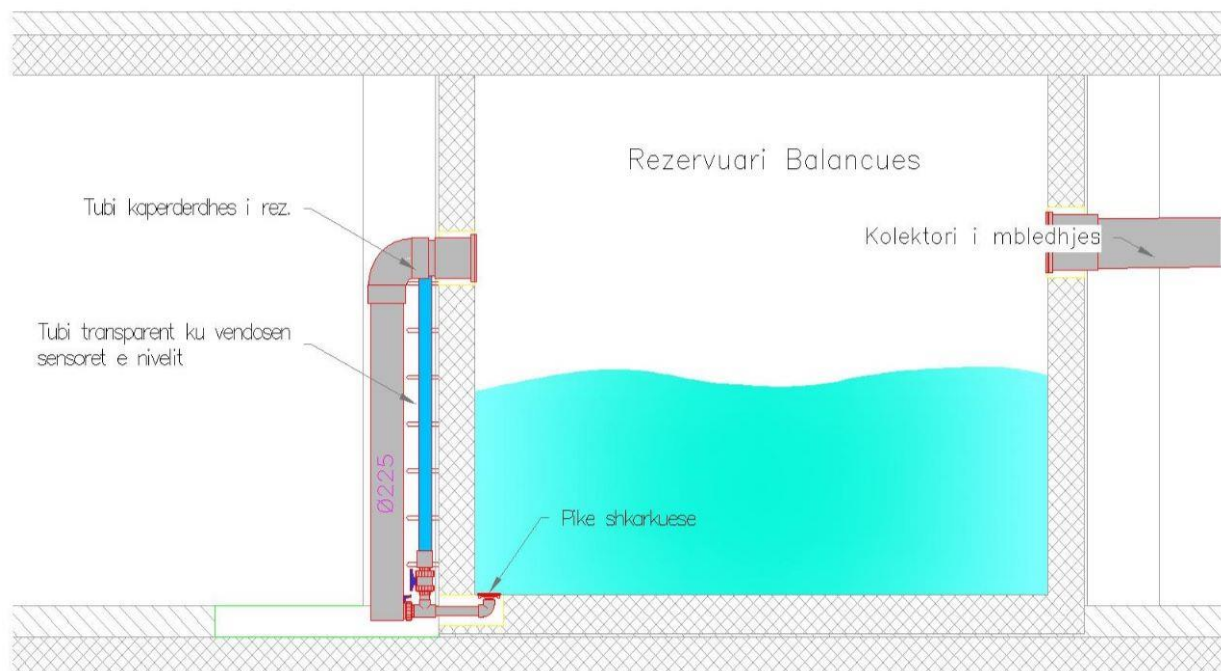 Rezervuari Balancues
Tubi kaperderdhes i rez.
Kolektori i mbledhjes
Tubi transparent ku vendosen
sensoret e nivelit
Ø225
Pike shkarkuese